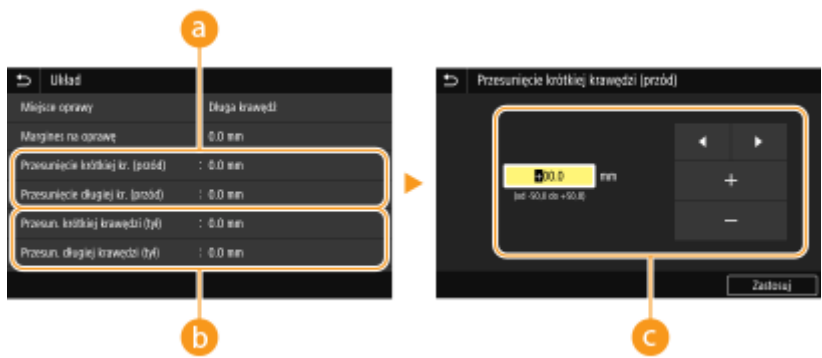 a
Układ
Miejsce oprawy Długa krawędź
Margines na oprawę 0.0 mm
Przesunięcie krótkiej kr. (przód) : 0.0 mm
Przesunięcie długiej kr. (przód) : 0.0 mm
Przesun. krótkiej krawędzi (tył) : 0.0 mm
Przesun. długiej krawędzi (tył) : 0.0 mm
b
Przesunięcie krótkiej krawędzi (przód)
+00.0 mm
(od -50.0 do +50.0)
+
−
Zastosuj
c